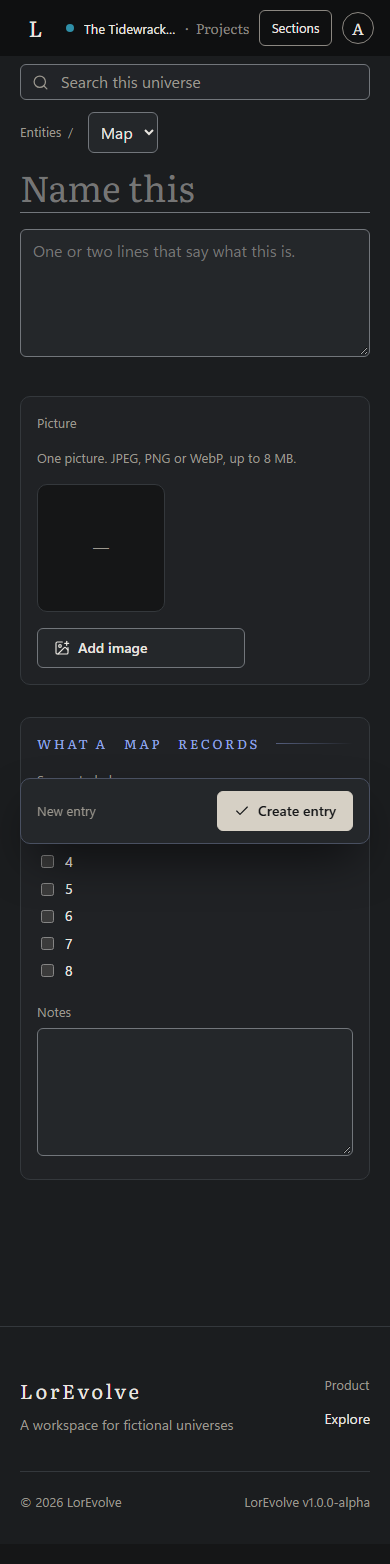 L
The Tidewrack... · Projects
Sections
A
Search this universe
Entities /
Map
Name this
One or two lines that say what this is.
Picture
One picture. JPEG, PNG or WebP, up to 8 MB.
—
Add image
WHAT A MAP RECORDS
New entry
Create entry
4
5
6
7
8
Notes
LorEvolve
A workspace for fictional universes
Product
Explore
© 2026 LorEvolve
LorEvolve v1.0.0-alpha